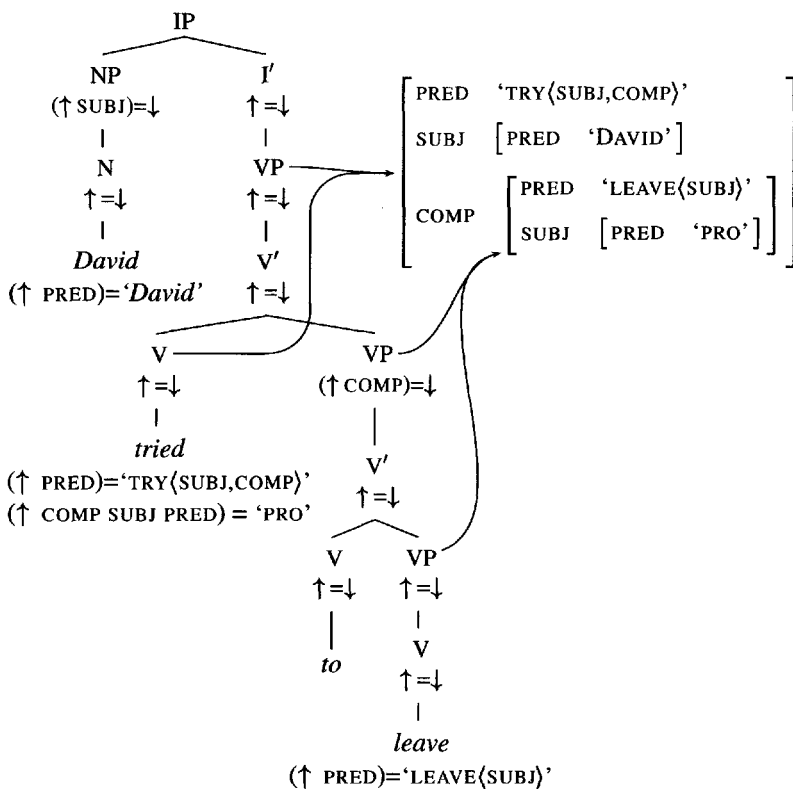 IP
NP I′
(↑ SUBJ)=↓ ↑=↓
N VP
↑=↓ ↑=↓
David V′
(↑ PRED)=‘David’ ↑=↓
PRED ‘TRY⟨SUBJ,COMP⟩’
SUBJ [PRED ‘DAVID’]
COMP [PRED ‘LEAVE⟨SUBJ⟩’
SUBJ [PRED ‘PRO’]]
V VP
↑=↓ (↑ COMP)=↓
tried
V′
(↑ PRED)=‘TRY⟨SUBJ,COMP⟩’
↑=↓
(↑ COMP SUBJ PRED) = ‘PRO’
V VP
↑=↓ ↑=↓
V
to
↑=↓
leave
(↑ PRED)=‘LEAVE⟨SUBJ⟩’